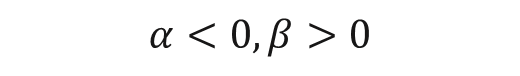 𝛼 < 0, 𝛽 > 0